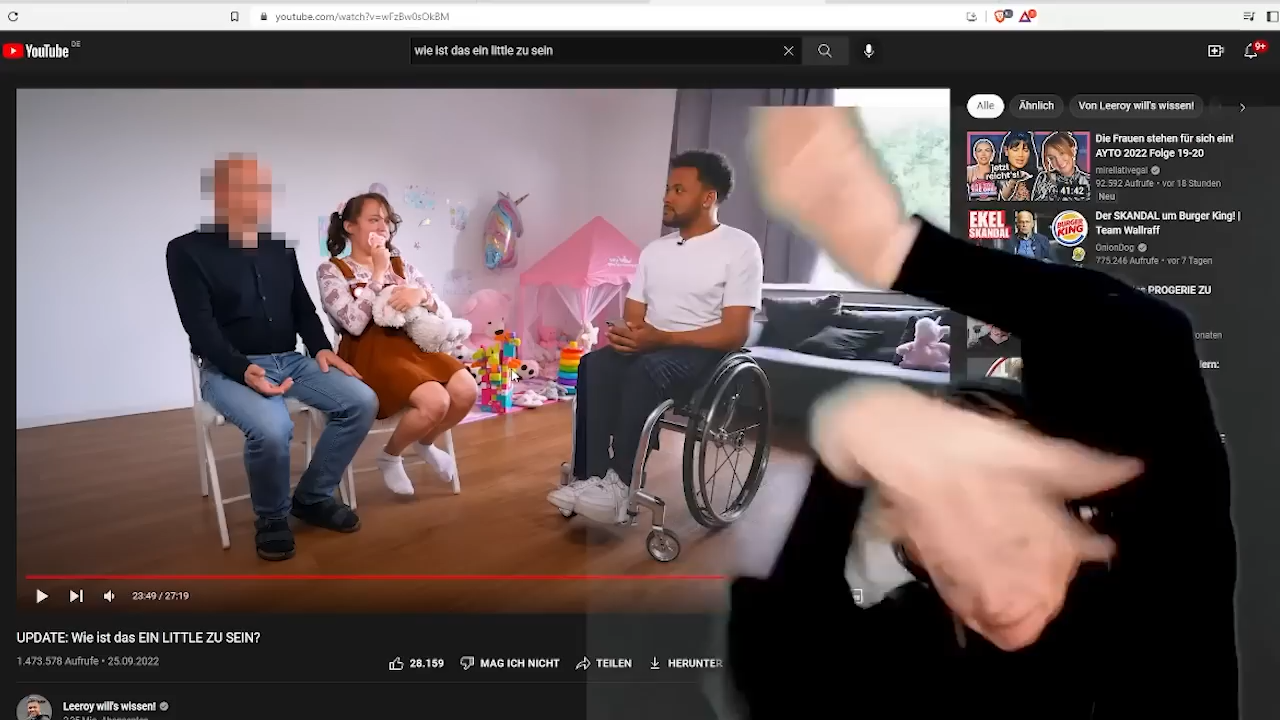 youtube.com/watch?v=wFzBw0sOkBM
YouTube DE
wie ist das ein little zu sein
9+
Alle
Ähnlich
Von Leeroy will's wissen!
jetzt reicht's!
41:42
Die Frauen stehen für sich ein!
AYTO 2022 Folge 19-20
mirellativegal
92.592 Aufrufe • vor 18 Stunden
Neu
EKEL
SKANDAL
BURGER
KING
Der SKANDAL um Burger King! |
Team Wallraff
OnionDog
775.246 Aufrufe • vor 7 Tagen
PROGERIE ZU
23:49 / 27:19
UPDATE: Wie ist das EIN LITTLE ZU SEIN?
1.473.578 Aufrufe • 25.09.2022
28.159
MAG ICH NICHT
TEILEN
HERUNTER
Leeroy will's wissen!